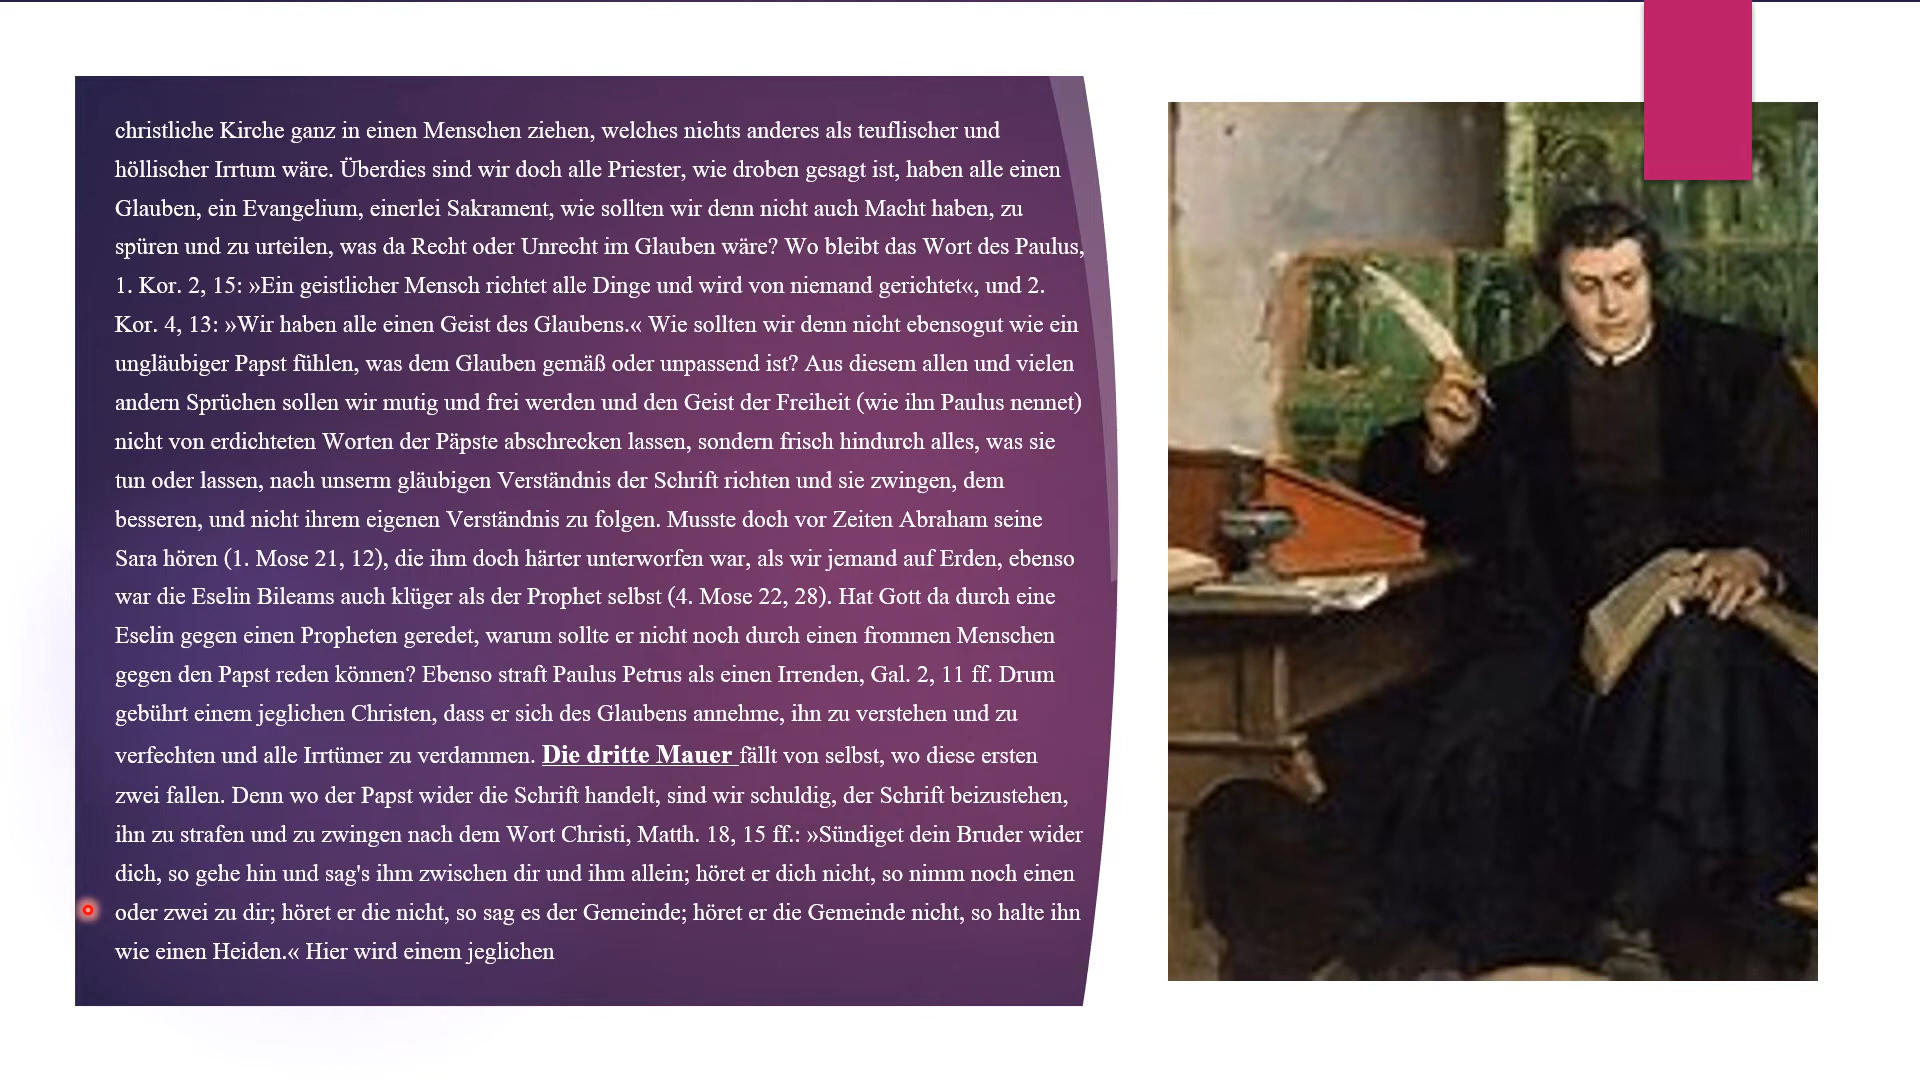 christliche Kirche ganz in einen Menschen ziehen, welches nichts anderes als teuflischer und
höllischer Irrtum wäre. Überdies sind wir doch alle Priester, wie droben gesagt ist, haben alle einen
Glauben, ein Evangelium, einerlei Sakrament, wie sollten wir denn nicht auch Macht haben, zu
spüren und zu urteilen, was da Recht oder Unrecht im Glauben wäre? Wo bleibt das Wort des Paulus,
1. Kor. 2, 15: »Ein geistlicher Mensch richtet alle Dinge und wird von niemand gerichtet«, und 2.
Kor. 4, 13: »Wir haben alle einen Geist des Glaubens.« Wie sollten wir denn nicht ebensogut wie ein
ungläubiger Papst fühlen, was dem Glauben gemäß oder unpassend ist? Aus diesem allen und vielen
andern Sprüchen sollen wir mutig und frei werden und den Geist der Freiheit (wie ihn Paulus nennet)
nicht von erdichteten Worten der Päpste abschrecken lassen, sondern frisch hindurch alles, was sie
tun oder lassen, nach unserm gläubigen Verständnis der Schrift richten und sie zwingen, dem
besseren, und nicht ihrem eigenen Verständnis zu folgen. Musste doch vor Zeiten Abraham seine
Sara hören (1. Mose 21, 12), die ihm doch härter unterworfen war, als wir jemand auf Erden, ebenso
war die Eselin Bileams auch klüger als der Prophet selbst (4. Mose 22, 28). Hat Gott da durch eine
Eselin gegen einen Propheten geredet, warum sollte er nicht noch durch einen frommen Menschen
gegen den Papst reden können? Ebenso straft Paulus Petrus als einen Irrenden, Gal. 2, 11 ff. Drum
gebührt einem jeglichen Christen, dass er sich des Glaubens annehme, ihn zu verstehen und zu
verfechten und alle Irrtümer zu verdammen. Die dritte Mauer fällt von selbst, wo diese ersten
zwei fallen. Denn wo der Papst wider die Schrift handelt, sind wir schuldig, der Schrift beizustehen,
ihn zu strafen und zu zwingen nach dem Wort Christi, Matth. 18, 15 ff.: »Sündiget dein Bruder wider
dich, so gehe hin und sag's ihm zwischen dir und ihm allein; höret er dich nicht, so nimm noch einen
oder zwei zu dir; höret er die nicht, so sag es der Gemeinde; höret er die Gemeinde nicht, so halte ihn
wie einen Heiden.« Hier wird einem jeglichen